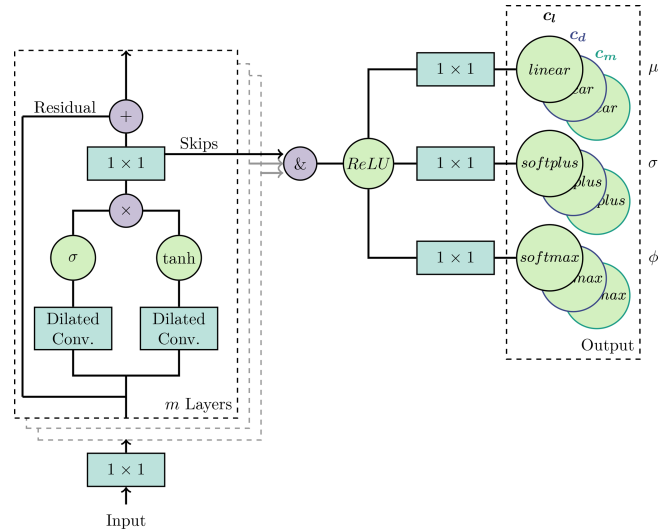 c_l
c_d
c_m
linear
ear
ear
μ
1 × 1
Residual
+
Skips
1 × 1
&
ReLU
1 × 1
softplus
plus
plus
σ
×
σ
tanh
1 × 1
softmax
max
max
ϕ
Dilated
Conv.
Dilated
Conv.
Output
m Layers
1 × 1
Input